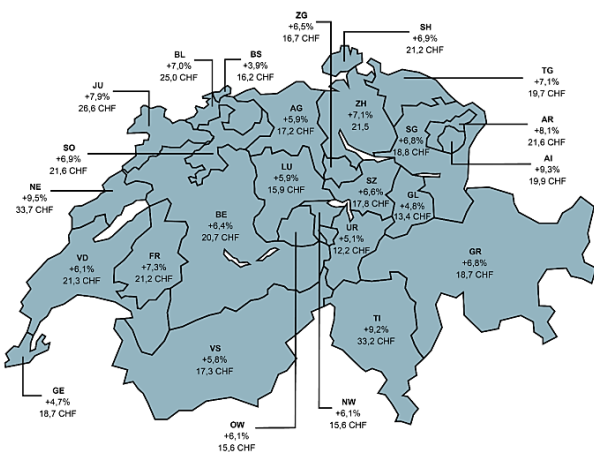 ZG
+6,5%
16,7 CHF
SH
+6,9%
21,2 CHF
BL
+7,0%
25,0 CHF
BS
+3,9%
16,2 CHF
JU
+7,9%
26,6 CHF
TG
+7,1%
19,7 CHF
AG
+5,9%
17,2 CHF
ZH
+7,1%
21,5
SG
+6,8%
18,8 CHF
AR
+8,1%
21,6 CHF
SO
+6,9%
21,6 CHF
AI
+9,3%
19,9 CHF
LU
+5,9%
15,9 CHF
SZ
+6,6%
17,8 CHF
NE
+9,5%
33,7 CHF
GL
+4,8%
13,4 CHF
BE
+6,4%
20,7 CHF
UR
+5,1%
12,2 CHF
VD
+6,1%
21,3 CHF
FR
+7,3%
21,2 CHF
GR
+6,8%
18,7 CHF
TI
+9,2%
33,2 CHF
VS
+5,8%
17,3 CHF
GE
+4,7%
18,7 CHF
NW
+6,1%
15,6 CHF
OW
+6,1%
15,6 CHF